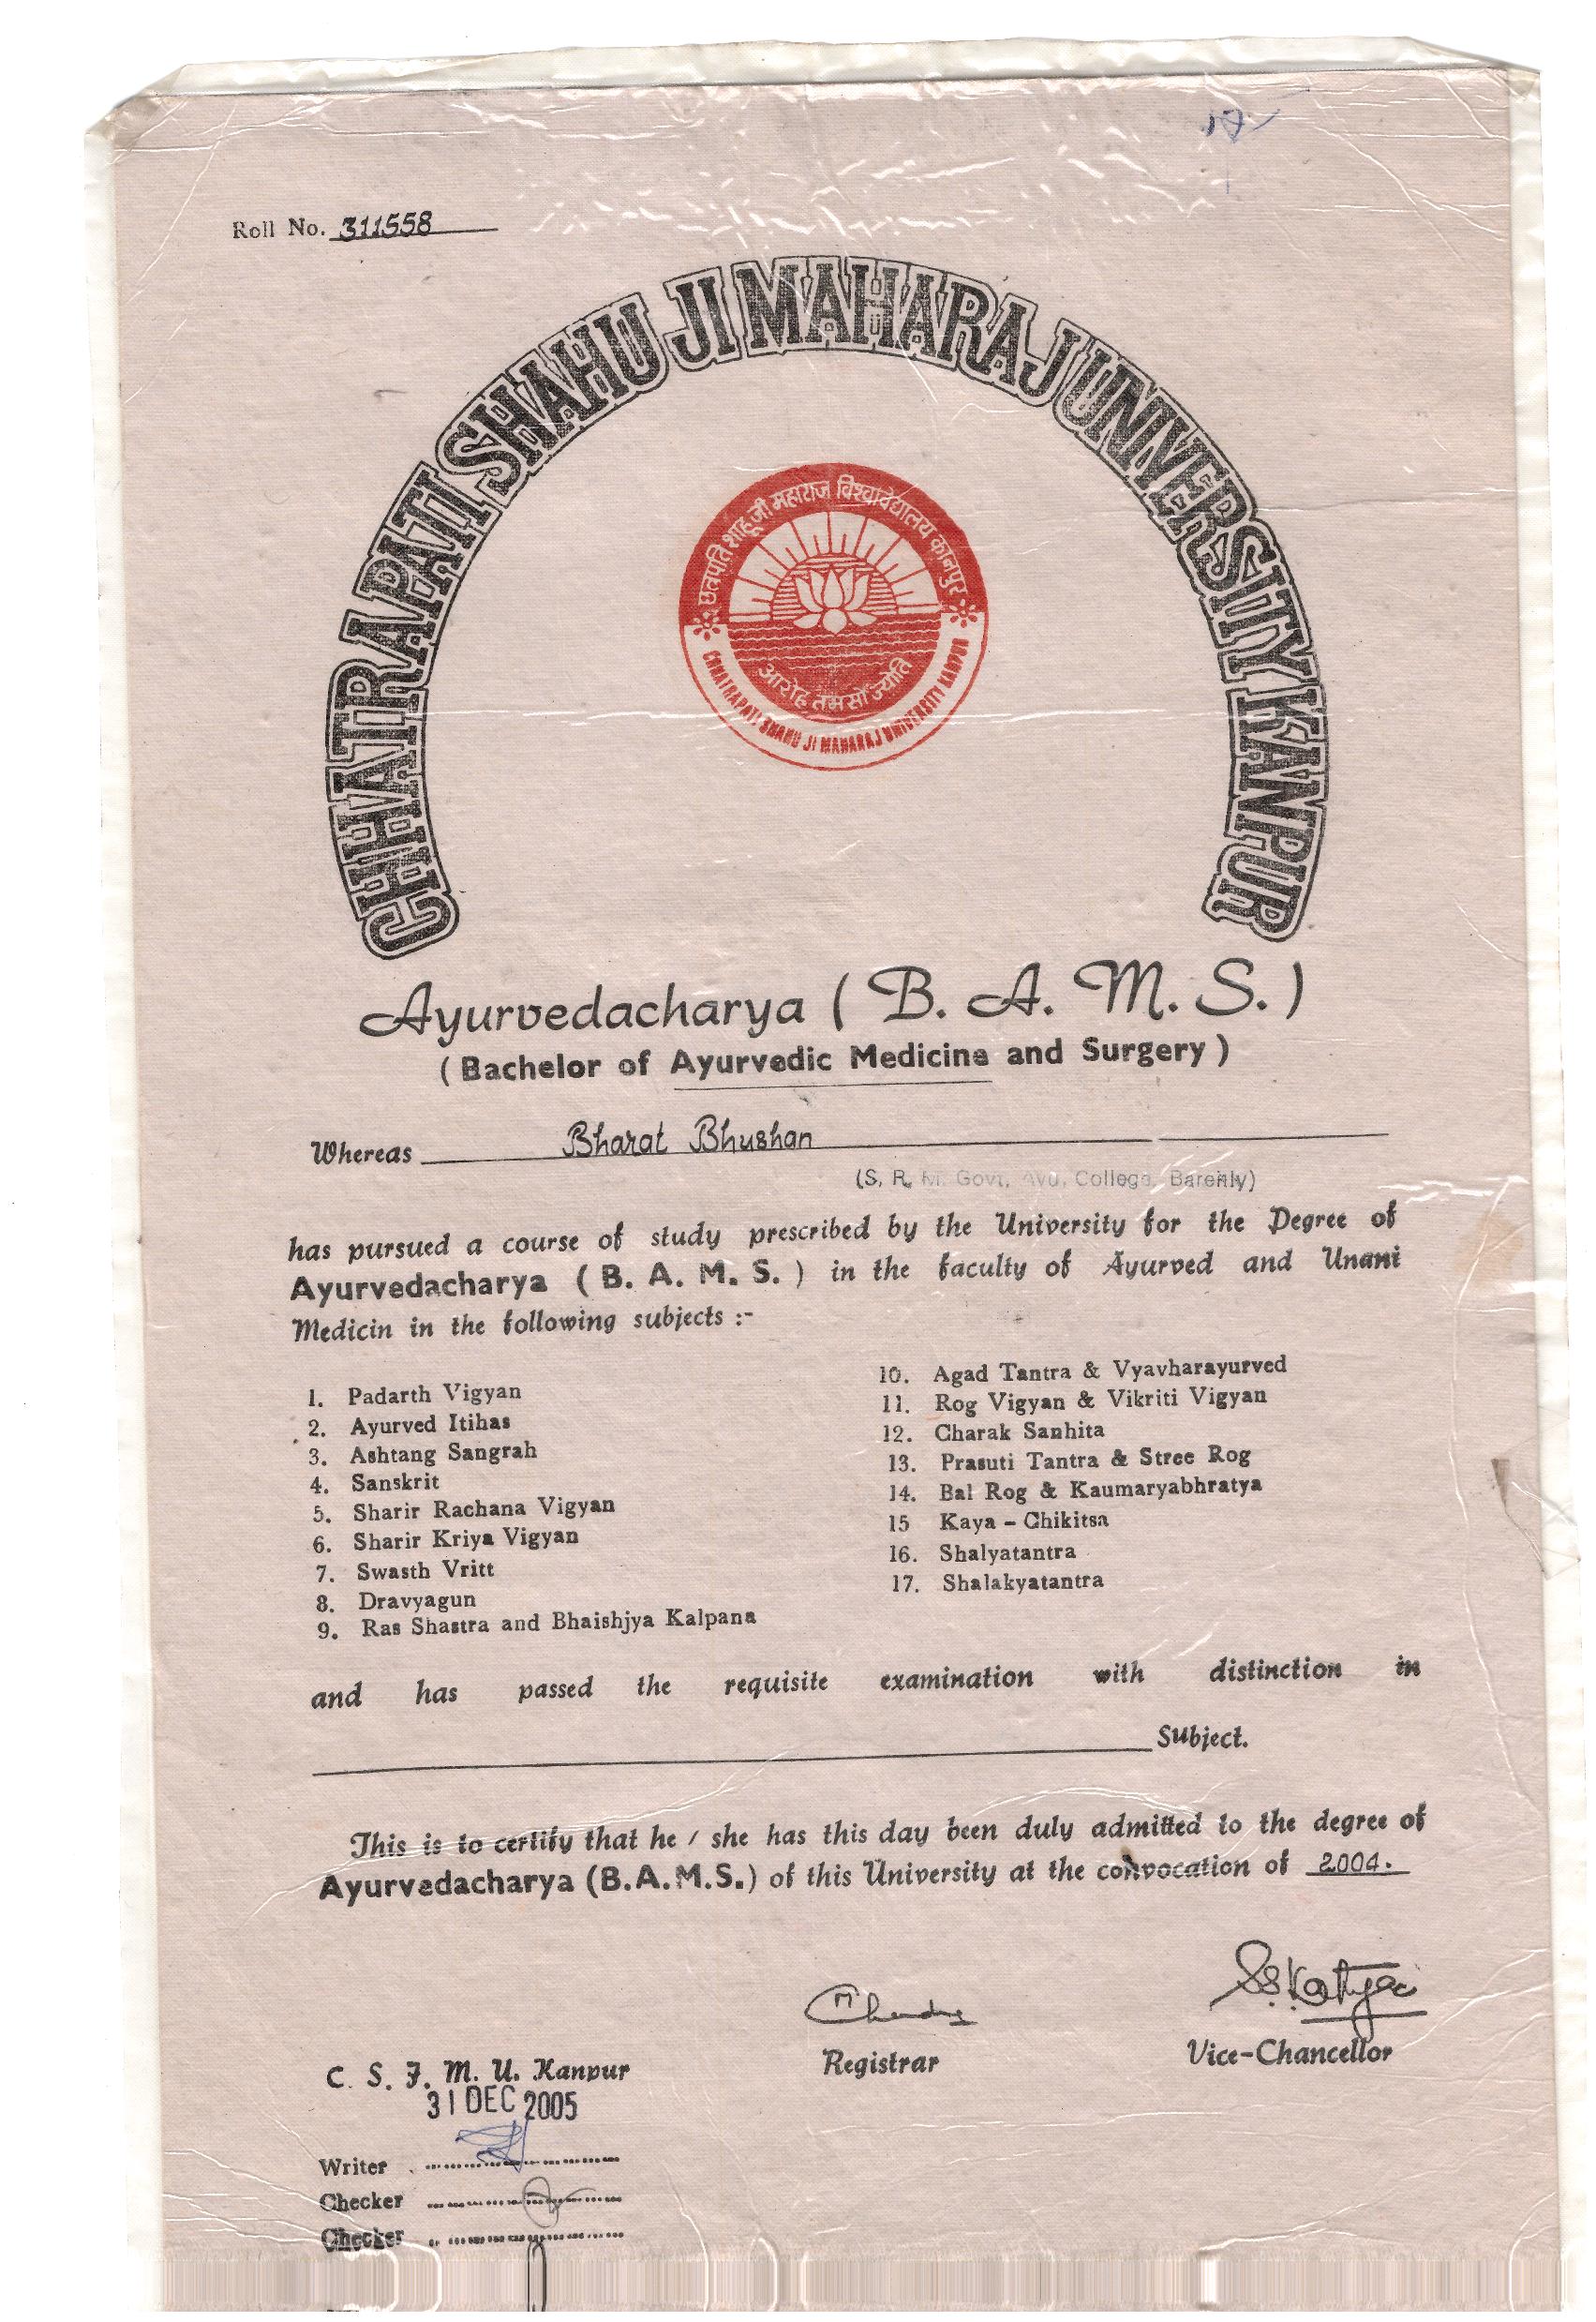 Roll No. 311558
CHHATRAPATI SHAHU JI MAHARAJ UNIVERSITY KANPUR
छत्रपति शाहू जी महाराज विश्वविद्यालय कानपुर
आरोह तमसो ज्योति
CHHATRAPATI SHAHU JI MAHARAJ UNIVERSITY KANPUR
Ayurvedacharya ( B. A. M. S. )
( Bachelor of Ayurvedic Medicine and Surgery )
Whereas Bharat Bhushan
(S, R, M. Govt, Ayu, College, Bareilly)
has pursued a course of study prescribed by the University for the Degree of
Ayurvedacharya ( B. A. M. S. ) in the faculty of Ayurved and Unani
Medicin in the following subjects :-
1. Padarth Vigyan
2. Ayurved Itihas
3. Ashtang Sangrah
4. Sanskrit
5. Sharir Rachana Vigyan
6. Sharir Kriya Vigyan
7. Swasth Vritt
8. Dravyagun
9. Ras Shastra and Bhaishjya Kalpana
10. Agad Tantra & Vyavharayurved
11. Rog Vigyan & Vikriti Vigyan
12. Charak Sanhita
13. Prasuti Tantra & Stree Rog
14. Bal Rog & Kaumaryabhratya
15 Kaya - Chikitsa
16. Shalyatantra
17. Shalakyatantra
and has passed the requisite examination with distinction in
Subject.
This is to certify that he / she has this day been duly admitted to the degree of
Ayurvedacharya (B.A.M.S.) of this University at the convocation of 2004.
Registrar
Vice-Chancellor
C. S. J. M. U. Kanpur
31 DEC 2005
Writer
Checker
Checker